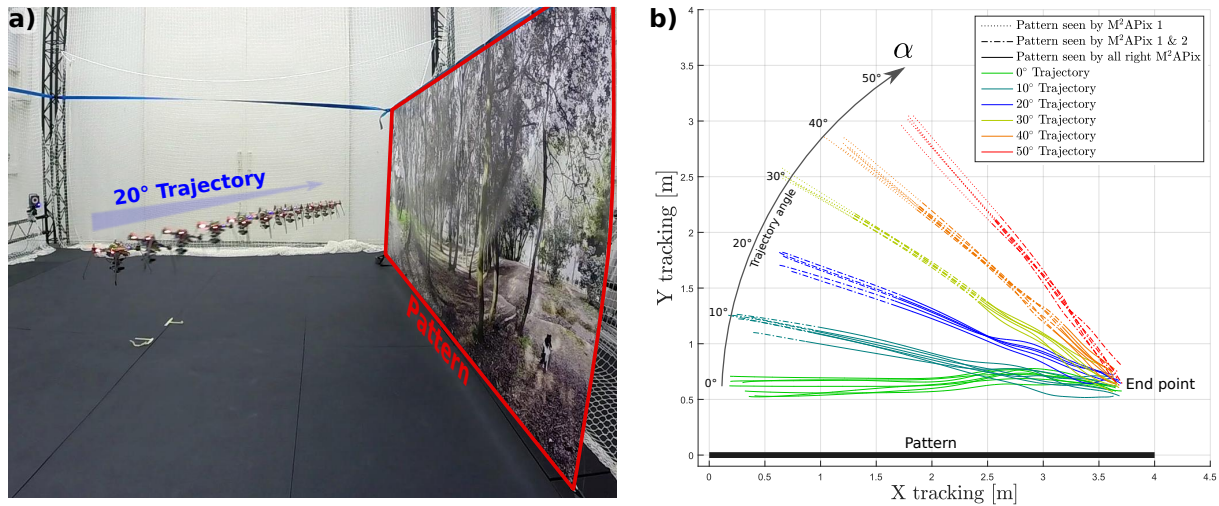 a)
20° Trajectory
Pattern
b)
Pattern seen by M²APix 1
Pattern seen by M²APix 1 & 2
Pattern seen by all right M²APix
0° Trajectory
10° Trajectory
20° Trajectory
30° Trajectory
40° Trajectory
50° Trajectory
α
50°
40°
30°
20°
10°
0°
Trajectory angle
End point
Pattern
Y tracking [m]
4
3.5
3
2.5
2
1.5
1
0.5
0
0
0.5
1
1.5
2
2.5
3
3.5
4
4.5
X tracking [m]